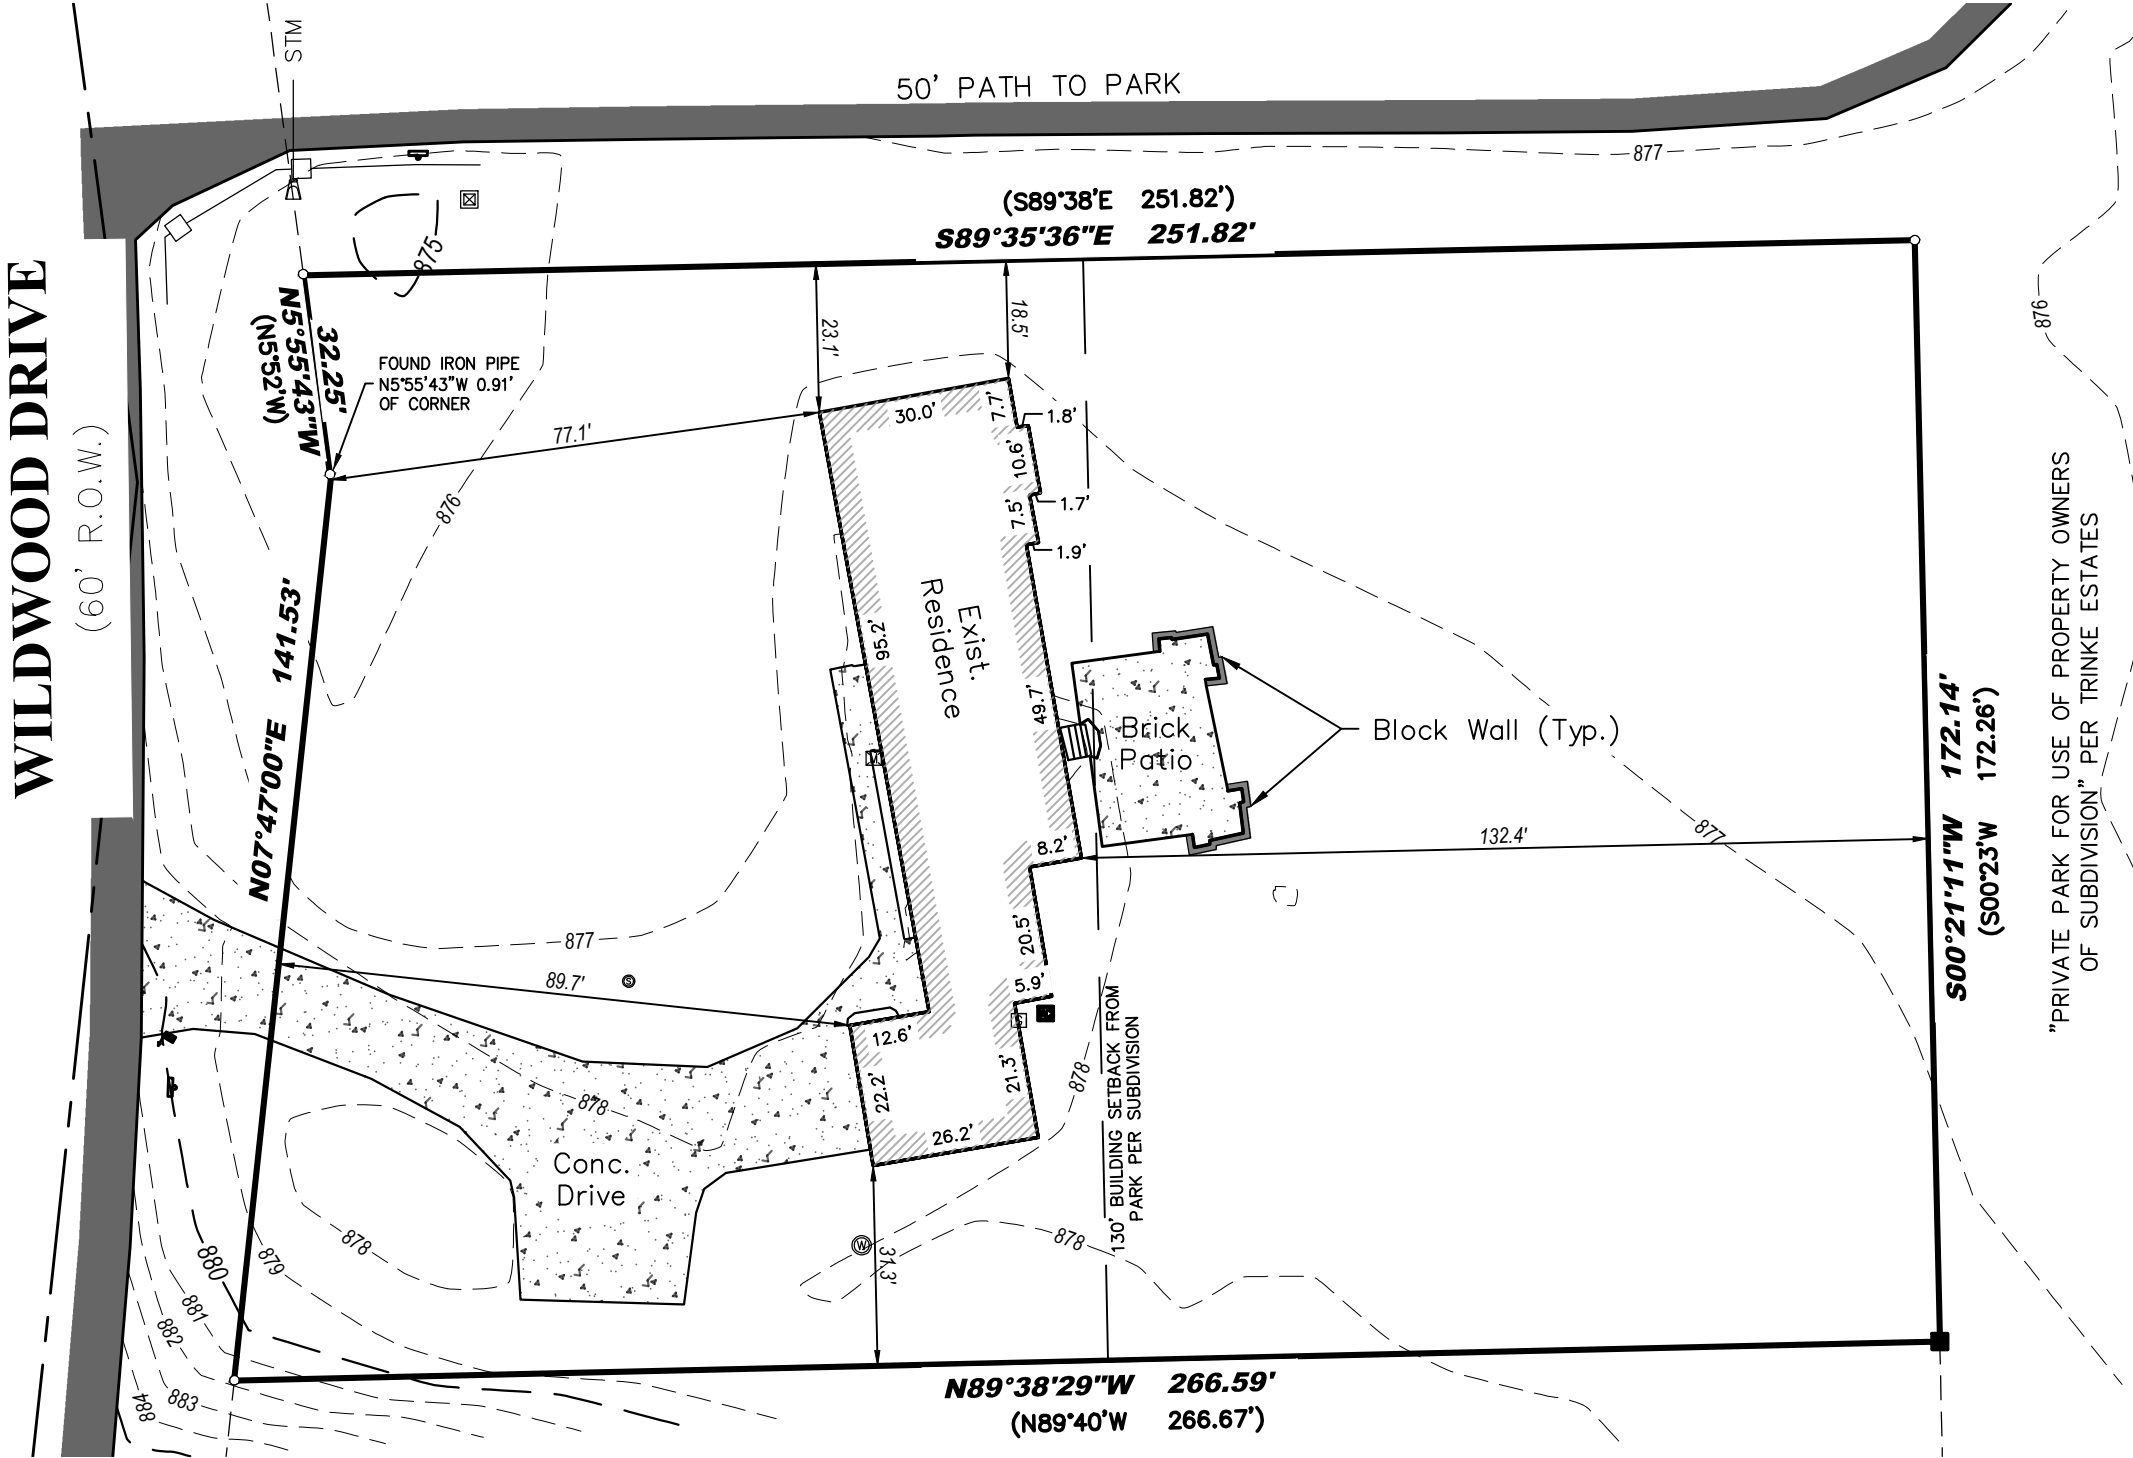 STM
50' PATH TO PARK
877
(S89°38'E 251.82')
S89°35'36"E 251.82'
875
WILDWOOD DRIVE
(60' R.O.W.)
N5°55'43"W
32.25'
(N5°52'W)
FOUND IRON PIPE
N5°55'43"W 0.91'
OF CORNER
23.1'
18.5'
876
30.0'
7.7'
1.8'
77.1'
10.6'
1.7'
7.5'
1.9'
876
N07°47'00"E 141.53'
95.2'
Exist.
Residence
49.7'
Brick
Patio
Block Wall (Typ.)
8.2'
132.4'
877
S00°21'11"W 172.14'
(S00°23'W 172.26')
"PRIVATE PARK FOR USE OF PROPERTY OWNERS
OF SUBDIVISION" PER TRINKE ESTATES
877
89.7'
S
20.5'
5.9'
12.6'
22.2'
21.3'
26.2'
878
878
130' BUILDING SETBACK FROM
PARK PER SUBDIVISION
Conc.
Drive
878
878
W
31.3'
880
879
881
882
883
884
N89°38'29"W 266.59'
(N89°40'W 266.67')